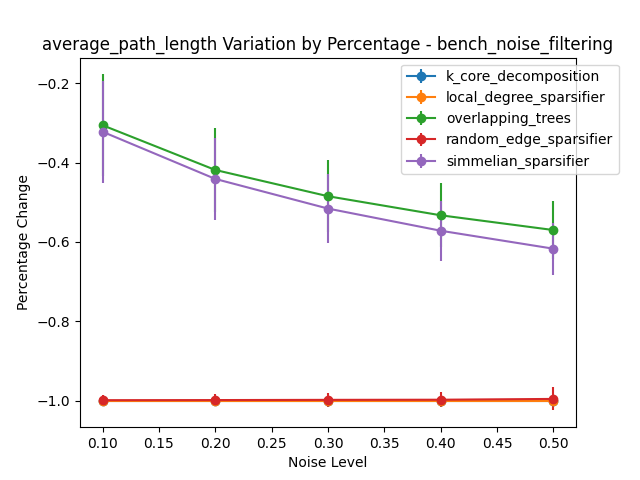 average_path_length Variation by Percentage - bench_noise_filtering
k_core_decomposition
local_degree_sparsifier
overlapping_trees
random_edge_sparsifier
simmelian_sparsifier
Percentage Change
−0.2
−0.4
−0.6
−0.8
−1.0
0.10 0.15 0.20 0.25 0.30 0.35 0.40 0.45 0.50
Noise Level